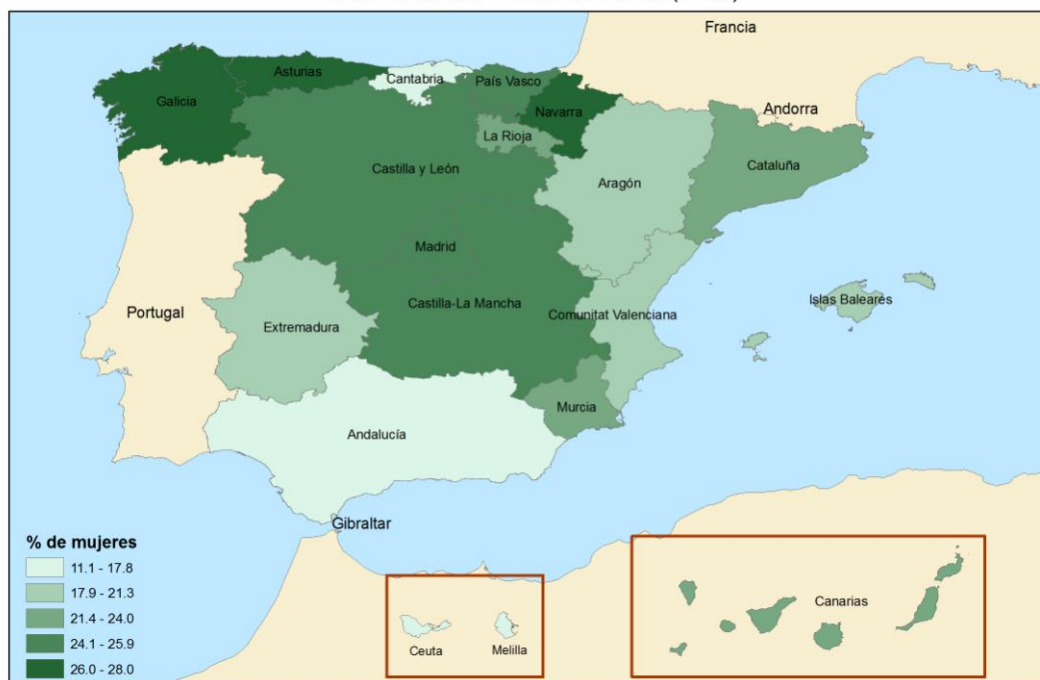 Francia
Asturias
Cantabria
País Vasco
Galicia
Navarra
Andorra
La Rioja
Castilla y León
Cataluña
Aragón
Madrid
Portugal
Castilla-La Mancha
Islas Baleares
Extremadura
Comunitat Valenciana
Murcia
Andalucía
Gibraltar
% de mujeres
11.1 - 17.8
17.9 - 21.3
21.4 - 24.0
24.1 - 25.9
26.0 - 28.0
Ceuta
Melilla
Canarias